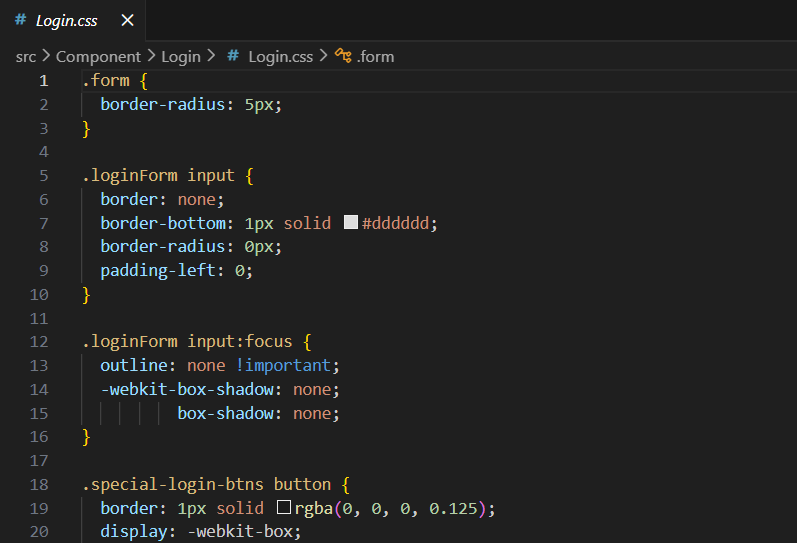 # Login.css ×
src > Component > Login > # Login.css > .form
1 .form {
2 border-radius: 5px;
3 }
4
5 .loginForm input {
6 border: none;
7 border-bottom: 1px solid #dddddd;
8 border-radius: 0px;
9 padding-left: 0;
10 }
11
12 .loginForm input:focus {
13 outline: none !important;
14 -webkit-box-shadow: none;
15 box-shadow: none;
16 }
17
18 .special-login-btns button {
19 border: 1px solid rgba(0, 0, 0, 0.125);
20 display: -webkit-box;